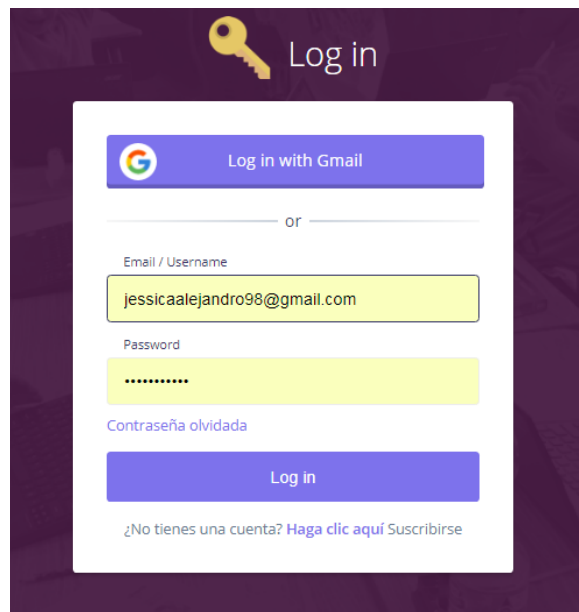 Log in
Log in with Gmail
or
Email / Username
jessicaalejandro98@gmail.com
Password
•••••••••••
Contraseña olvidada
Log in
¿No tienes una cuenta? Haga clic aquí Suscribirse